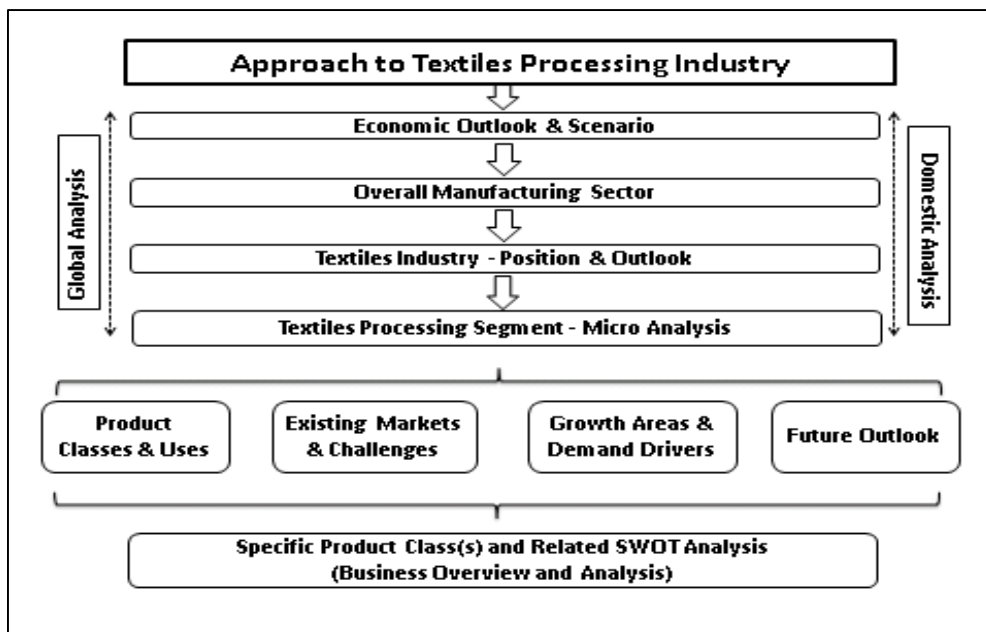 Approach to Textiles Processing Industry
Economic Outlook & Scenario
Overall Manufacturing Sector
Textiles Industry - Position & Outlook
Textiles Processing Segment - Micro Analysis
Global Analysis
Domestic Analysis
Product
Classes & Uses
Existing Markets
& Challenges
Growth Areas &
Demand Drivers
Future Outlook
Specific Product Class(s) and Related SWOT Analysis
(Business Overview and Analysis)